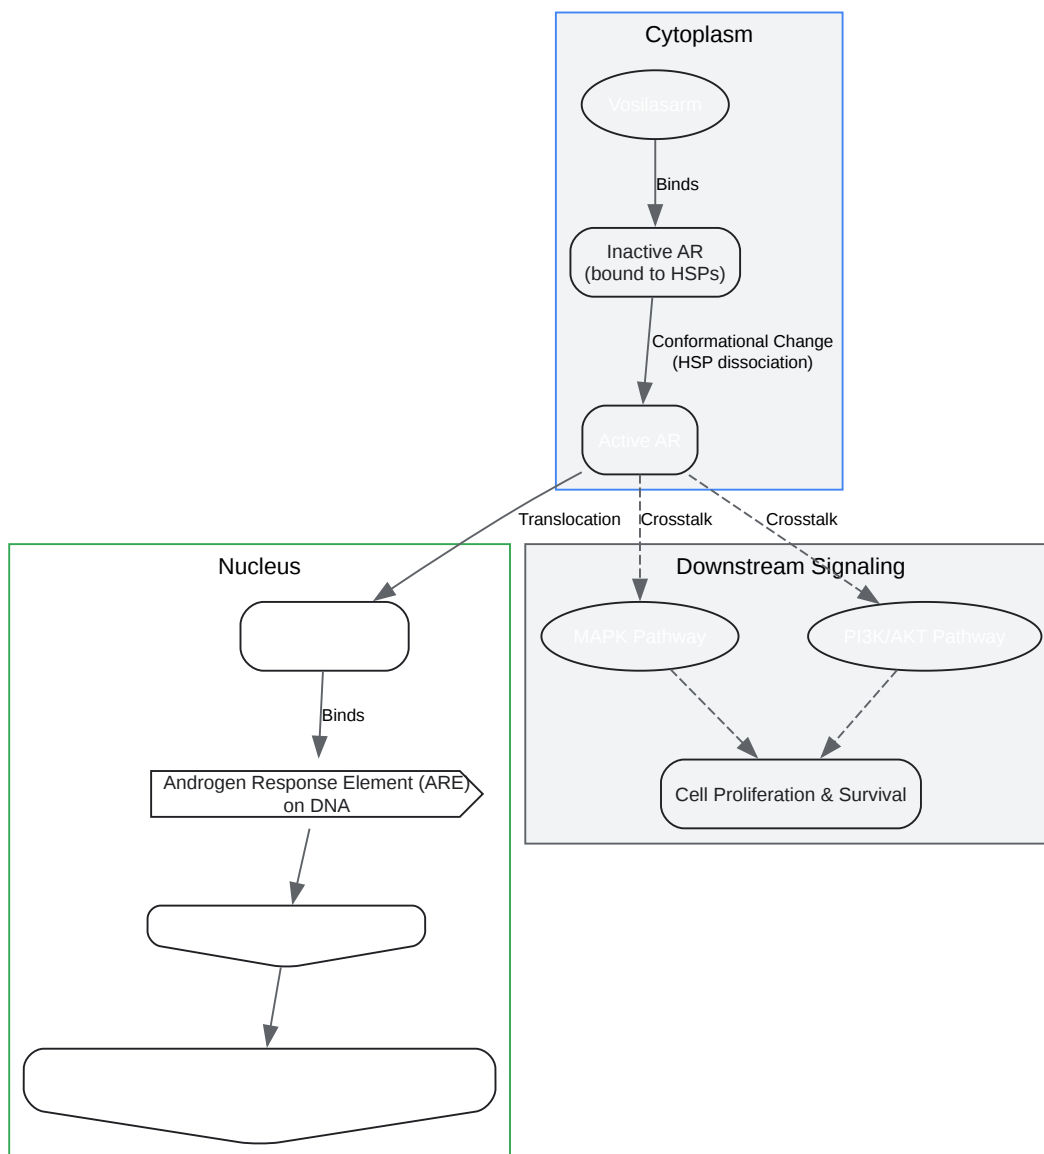 Cytoplasm
Vosilasarm
Binds
Inactive AR
(bound to HSPs)
Conformational Change
(HSP dissociation)
Active AR
Translocation
Crosstalk
Crosstalk
Nucleus
Downstream Signaling
MAPK Pathway
PI3K/AKT Pathway
Binds
Androgen Response Element (ARE)
on DNA
Cell Proliferation & Survival